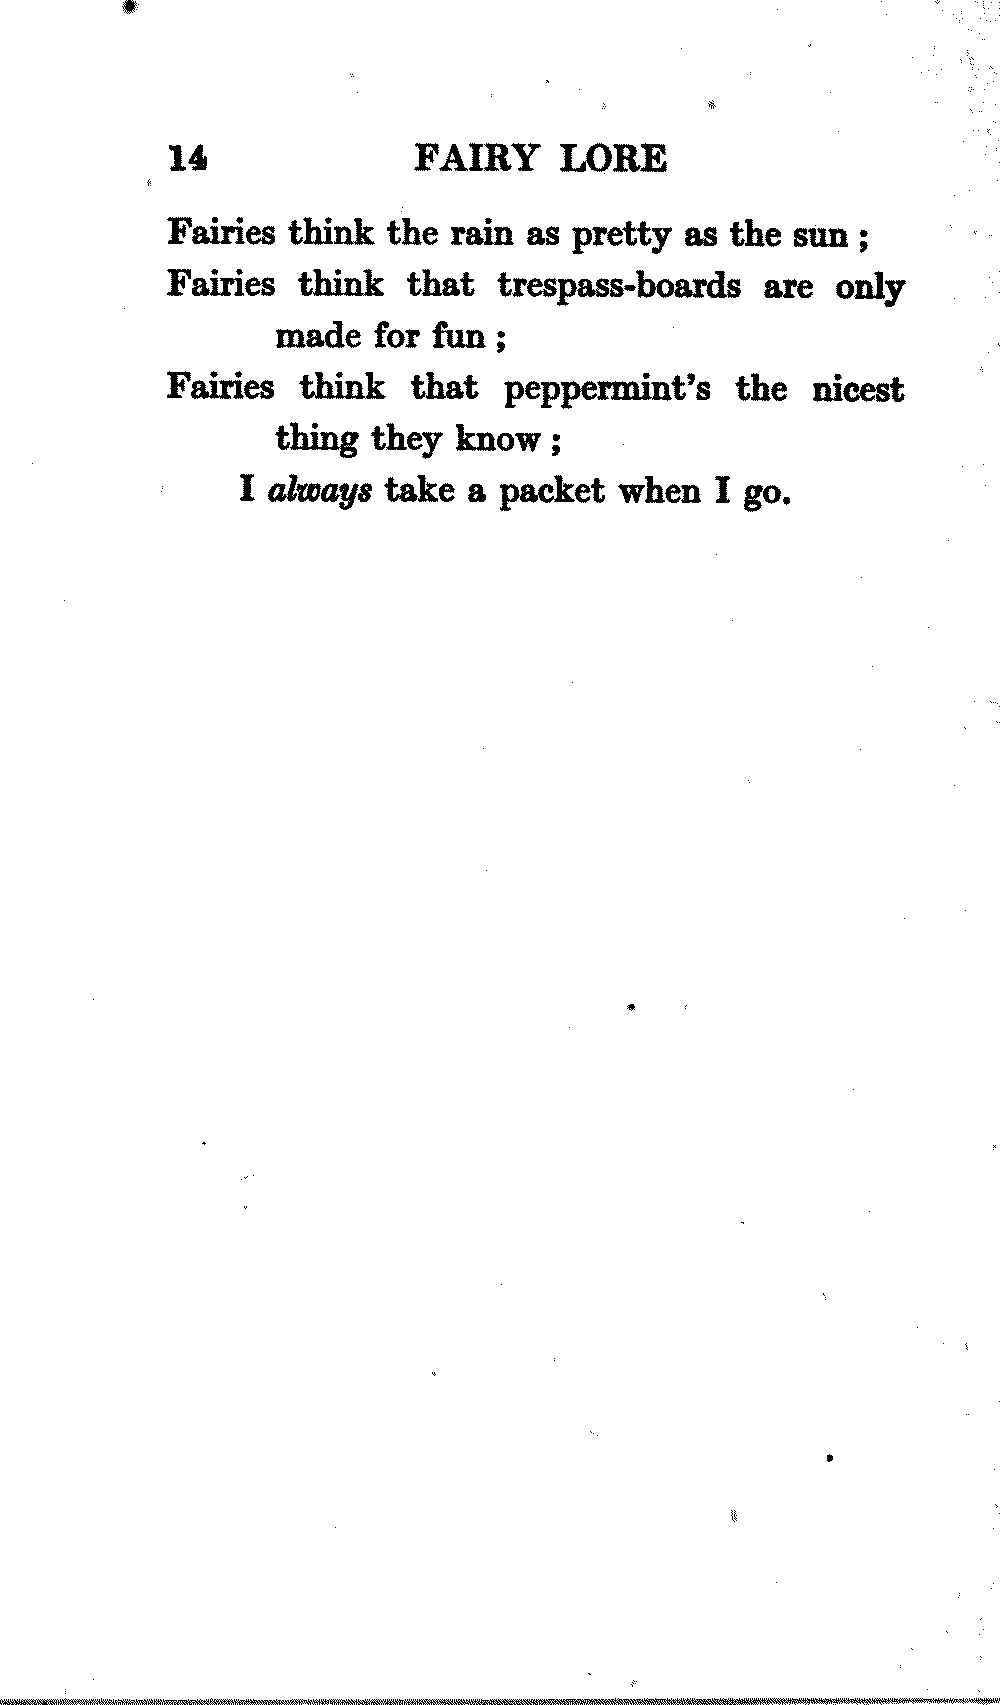 14 FAIRY LORE
Fairies think the rain as pretty as the sun ;
Fairies think that trespass-boards are only
made for fun ;
Fairies think that peppermint's the nicest
thing they know ;
I always take a packet when I go.